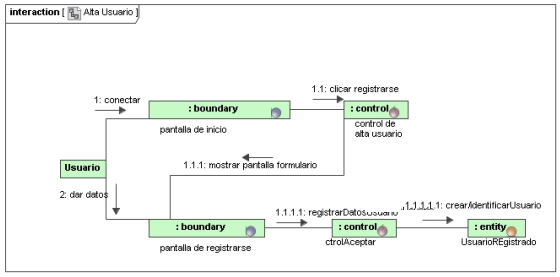 interaction [ Alta Usuario ]
1: conectar
1.1: clicar registrarse
: boundary
: control
pantalla de inicio
control de
alta usuario
1.1.1: mostrar pantalla formulario
Usuario
2: dar datos
1.1.1.1: registrarDatosUsuario
1.1.1.1.1: crear/IdentificarUsuario
: boundary
: control
: entity
pantalla de registrarse
ctrolAceptar
UsuarioREgistrado